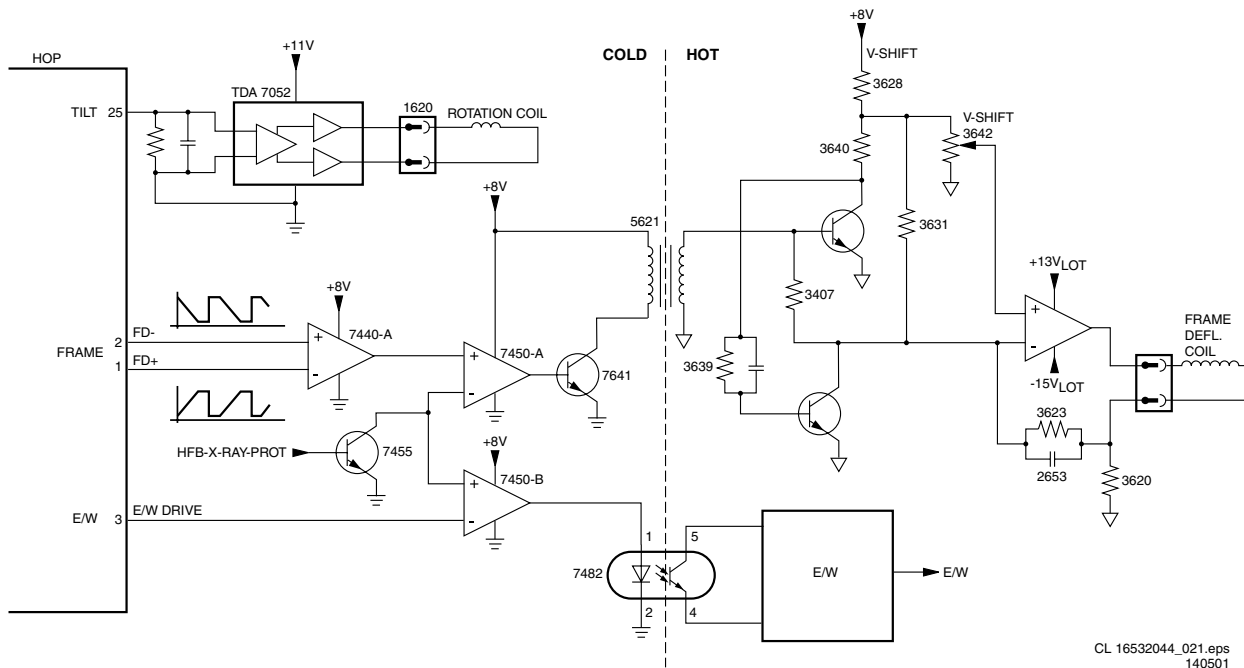 +8V
+11V
HOP
COLD
HOT
V-SHIFT
TDA 7052
3628
TILT 25
1620
ROTATION COIL
V-SHIFT
3642
3640
+8V
5621
3631
+13VLOT
+8V
3407
7440-A
FD-
2
FRAME
1
FD+
7450-A
7641
3639
-15VLOT
FRAME
DEFL.
COIL
3623
HFB-X-RAY-PROT
7455
+8V
2653
7450-B
3620
E/W 3
E/W DRIVE
1
5
7482
E/W
E/W
2
4
CL 16532044_021.eps
140501